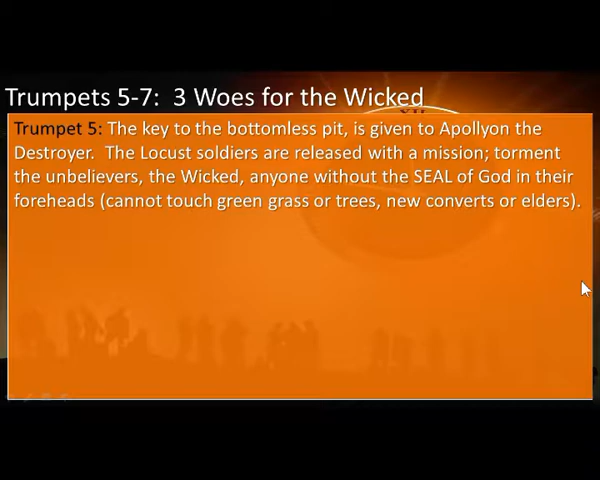 Trumpets 5-7: 3 Woes for the Wicked
XII
Trumpet 5: The key to the bottomless pit, is given to Apollyon the
Destroyer. The Locust soldiers are released with a mission; torment
the unbelievers, the Wicked, anyone without the SEAL of God in their
foreheads (cannot touch green grass or trees, new converts or elders).